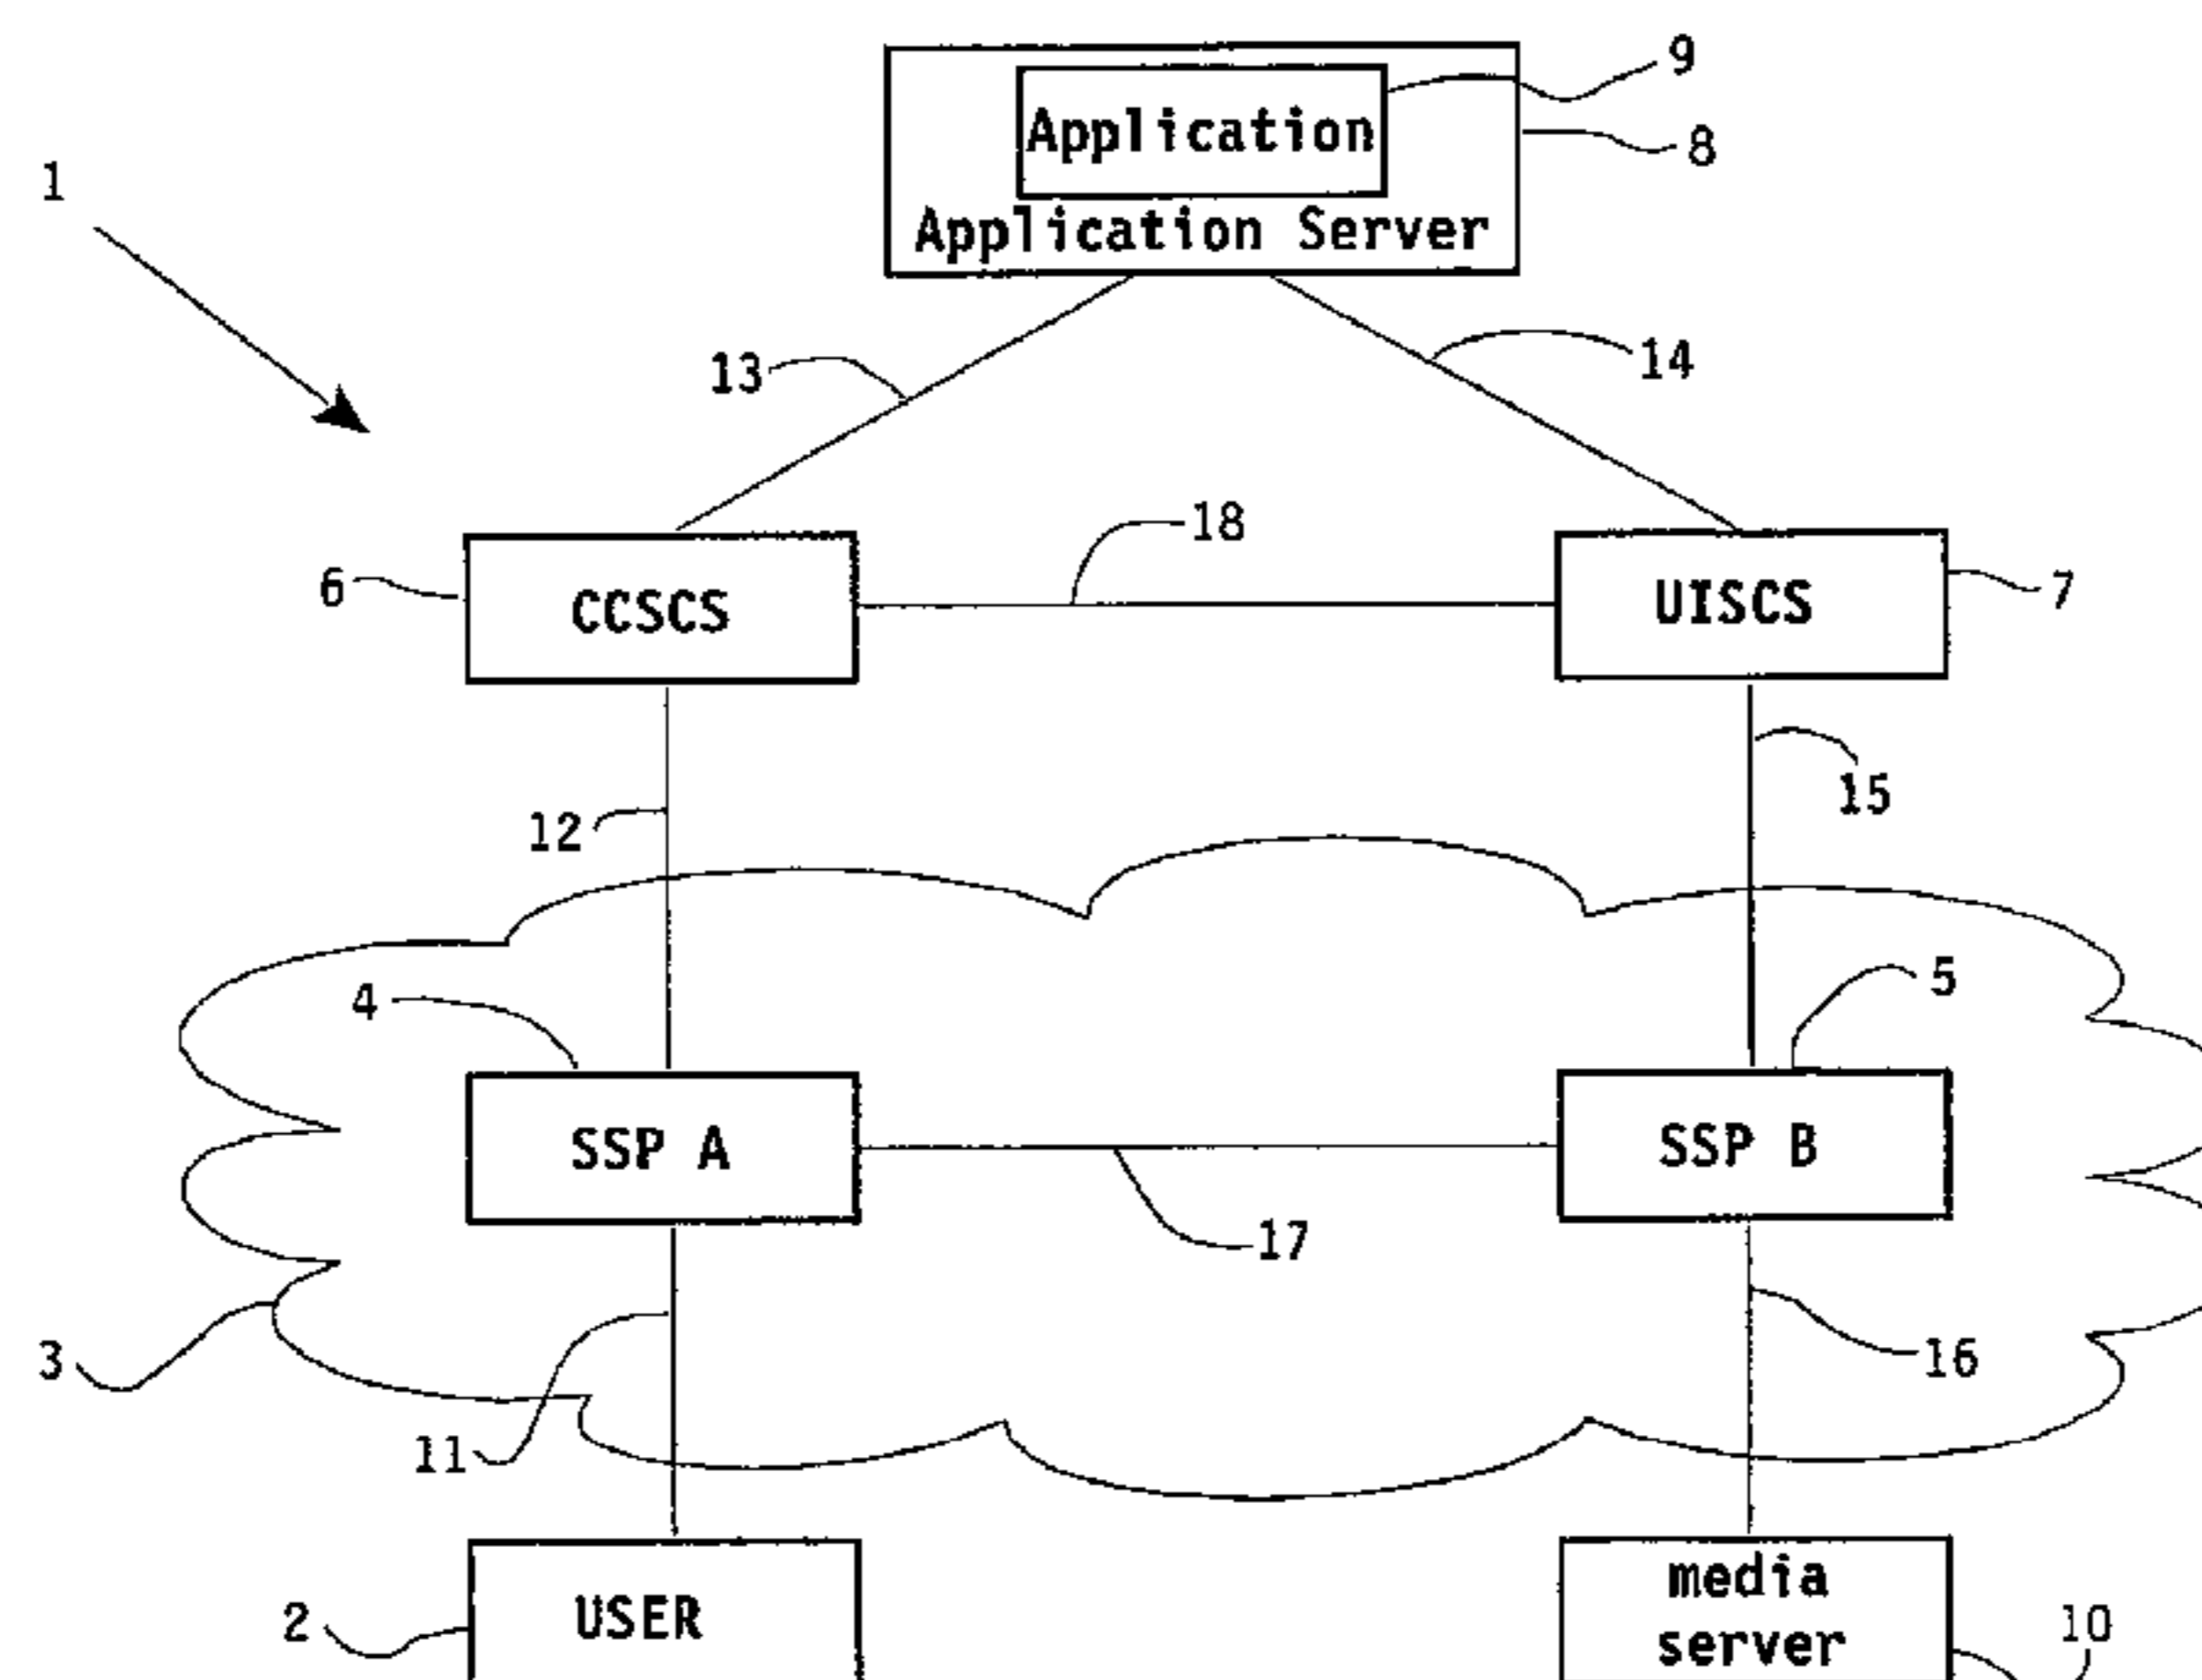 9
Application
8
1
Application Server
13
14
18
6
CCSCS
UISCS
7
12
15
4
5
SSP A
SSP B
17
3
16
11
2
USER
media
server
10